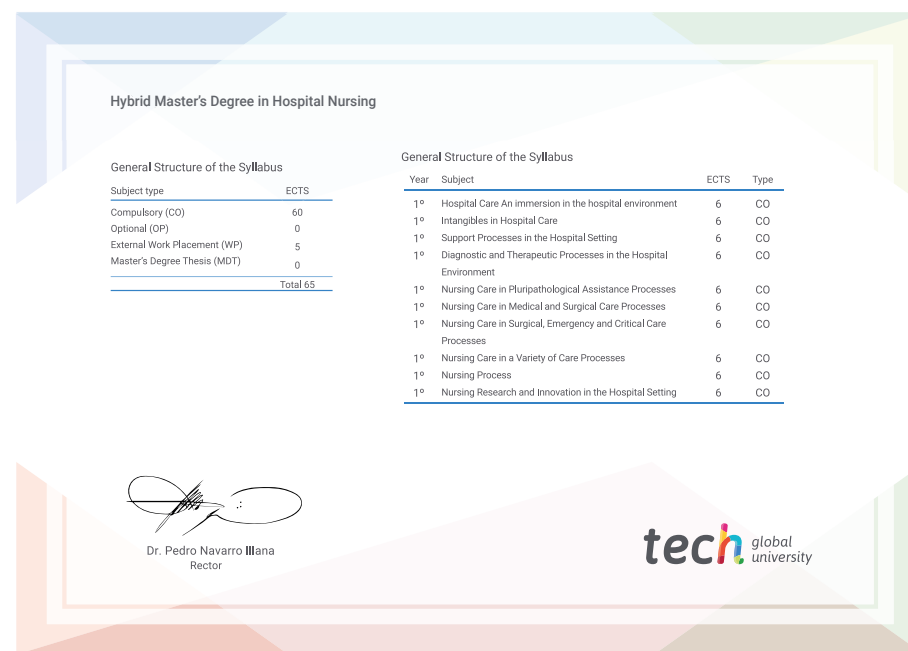 Hybrid Master's Degree in Hospital Nursing
General Structure of the Syllabus
Subject type ECTS
Compulsory (CO) 60
Optional (OP) 0
External Work Placement (WP) 5
Master's Degree Thesis (MDT) 0
Total 65
General Structure of the Syllabus
Year Subject ECTS Type
1º Hospital Care An immersion in the hospital environment 6 CO
1º Intangibles in Hospital Care 6 CO
1º Support Processes in the Hospital Setting 6 CO
1º Diagnostic and Therapeutic Processes in the Hospital 6 CO
Environment
1º Nursing Care in Pluripathological Assistance Processes 6 CO
1º Nursing Care in Medical and Surgical Care Processes 6 CO
1º Nursing Care in Surgical, Emergency and Critical Care 6 CO
Processes
1º Nursing Care in a Variety of Care Processes 6 CO
1º Nursing Process 6 CO
1º Nursing Research and Innovation in the Hospital Setting 6 CO
Dr. Pedro Navarro Illana
Rector
tech global
university